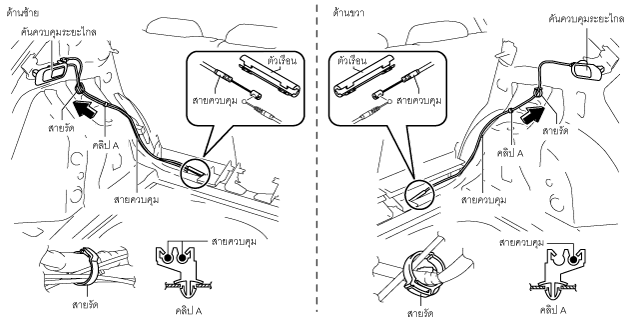 ด้านซ้าย
คันควบคุมระยะไกล
ตัวเรือน
สายควบคุม
สายรัด
คลิป A
สายควบคุม
สายควบคุม
สายรัด
คลิป A
ด้านขวา
คันควบคุมระยะไกล
ตัวเรือน
สายควบคุม
สายรัด
คลิป A
สายควบคุม
สายควบคุม
สายรัด
คลิป A